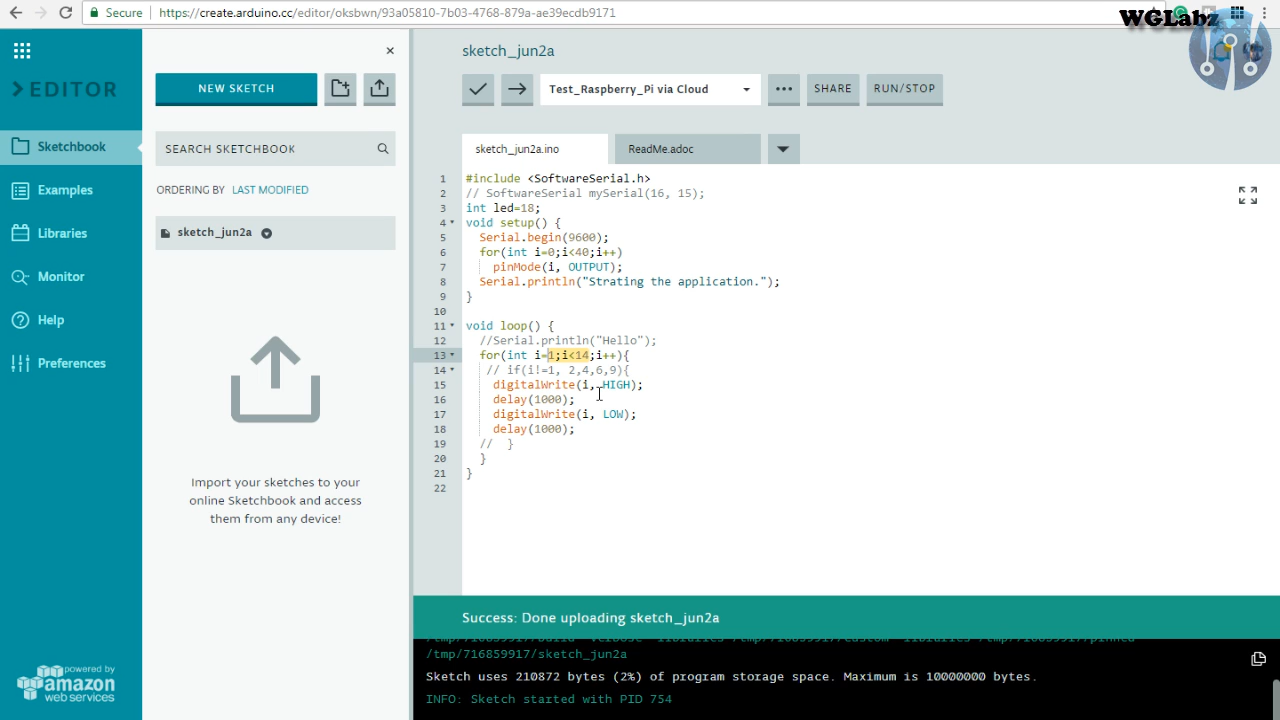 Secure
https://create.arduino.cc/editor/oksbwn/93a05810-7b03-4768-879a-ae39ecdb9171
WGLabz
EDITOR
Sketchbook
Examples
Libraries
Monitor
Help
Preferences
powered by
amazon
web services
NEW SKETCH
SEARCH SKETCHBOOK
ORDERING BY LAST MODIFIED
sketch_jun2a
Import your sketches to your
online Sketchbook and access
them from any device!
sketch_jun2a
Test_Raspberry_Pi via Cloud
SHARE
RUN/STOP
sketch_jun2a.ino
ReadMe.adoc
1 #include <SoftwareSerial.h>
2 // SoftwareSerial mySerial(16, 15);
3 int led=18;
4 void setup() {
5 Serial.begin(9600);
6 for(int i=0;i<40;i++)
7 pinMode(i, OUTPUT);
8 Serial.println("Strating the application.");
9 }
10
11 void loop() {
12 //Serial.println("Hello");
13 for(int i=1;i<14;i++){
14 // if(i!=1, 2,4,6,9){
15 digitalWrite(i, HIGH);
16 delay(1000);
17 digitalWrite(i, LOW);
18 delay(1000);
19 // }
20 }
21 }
22
Success: Done uploading sketch_jun2a
/tmp/716859917/sketch_jun2a
Sketch uses 210872 bytes (2%) of program storage space. Maximum is 10000000 bytes.
INFO: Sketch started with PID 754